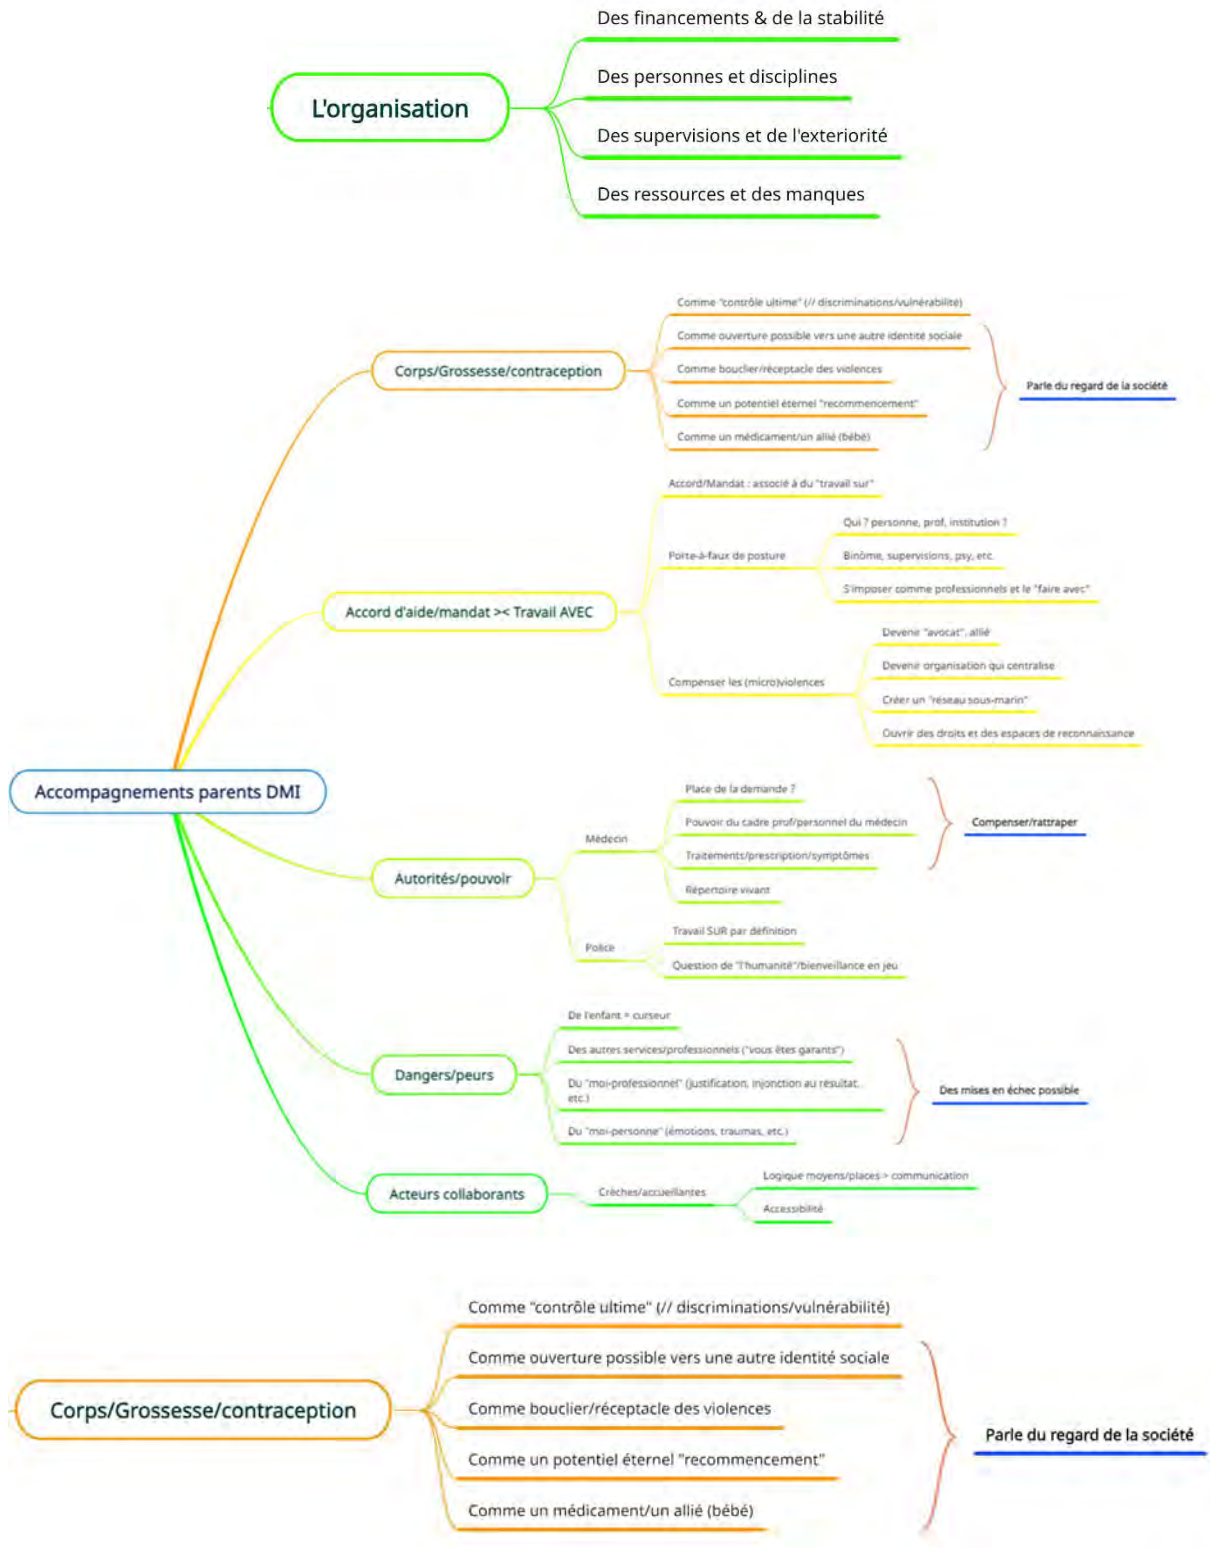 Des financements & de la stabilité
Des personnes et disciplines
L'organisation
Des supervisions et de l'exteriorité
Des ressources et des manques
Comme "contrôle ultime" (// discriminations/vulnérabilité)
Comme ouverture possible vers une autre identité sociale
Corps/Grossesse/contraception
Comme bouclier/réceptacle des violences
Parle du regard de la société
Comme un potentiel éternel "recommencement"
Comme un médicament/un allié (bébé)
Accord/Mandat : associé à du "travail sur"
Qui ? personne, prof, institution ?
Porte-à-faux de posture
Binôme, supervisions, psy, etc.
S'imposer comme professionnels et le "faire avec"
Accord d'aide/mandat >< Travail AVEC
Devenir "avocat", allié
Devenir organisation qui centralise
Compenser les (micro)violences
Créer un "réseau sous-marin"
Ouvrir des droits et des espaces de reconnaissance
Accompagnements parents DMI
Place de la demande ?
Pouvoir du cadre prof/personnel du médecin
Compenser/rattraper
Médecin
Traitements/prescription/symptômes
Répertoire vivant
Autorités/pouvoir
Travail SUR par définition
Police
Question de "l'humanité"/bienveillance en jeu
De l'enfant = curseur
Des autres services/professionnels ("vous êtes garants")
Dangers/peurs
Du "moi-professionnel" (justification, injonction au résultat,
etc.)
Des mises en échec possible
Du "moi-personne" (émotions, traumas, etc.)
Logique moyens/places > communication
Acteurs collaborants
Crèches/accueillantes
Accessibilité
Comme "contrôle ultime" (// discriminations/vulnérabilité)
Comme ouverture possible vers une autre identité sociale
Corps/Grossesse/contraception
Comme bouclier/réceptacle des violences
Parle du regard de la société
Comme un potentiel éternel "recommencement"
Comme un médicament/un allié (bébé)